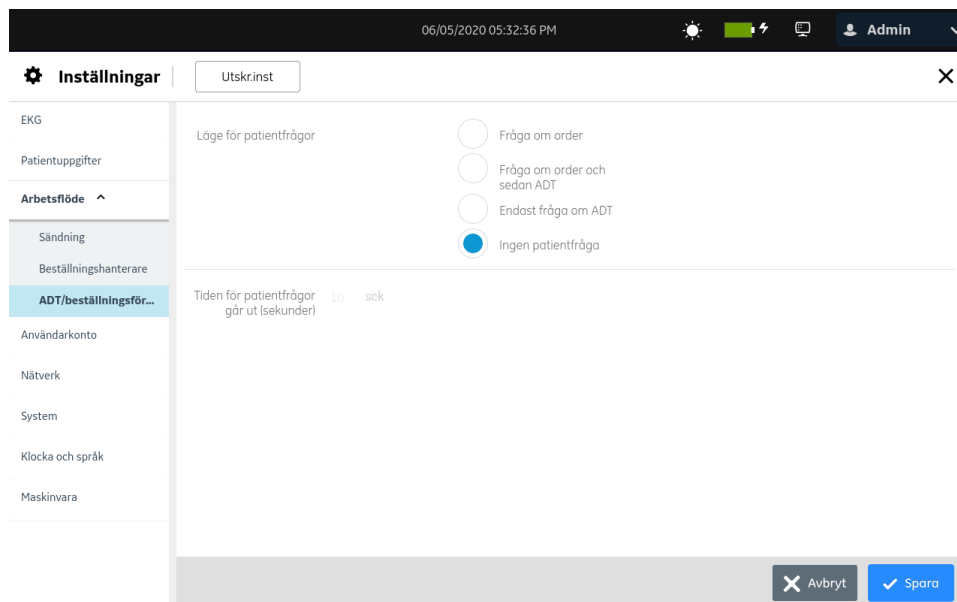 06/05/2020 05:32:36 PM
Admin
Inställningar
Utskr.inst
EKG
Patientuppgifter
Arbetsflöde
Sändning
Beställningshanterare
ADT/beställningsför...
Användarkonto
Nätverk
System
Klocka och språk
Maskinvara
Läge för patientfrågor
Fråga om order
Fråga om order och
sedan ADT
Endast fråga om ADT
Ingen patientfråga
Tiden för patientfrågor
går ut (sekunder)
10 sek
Avbryt
Spara